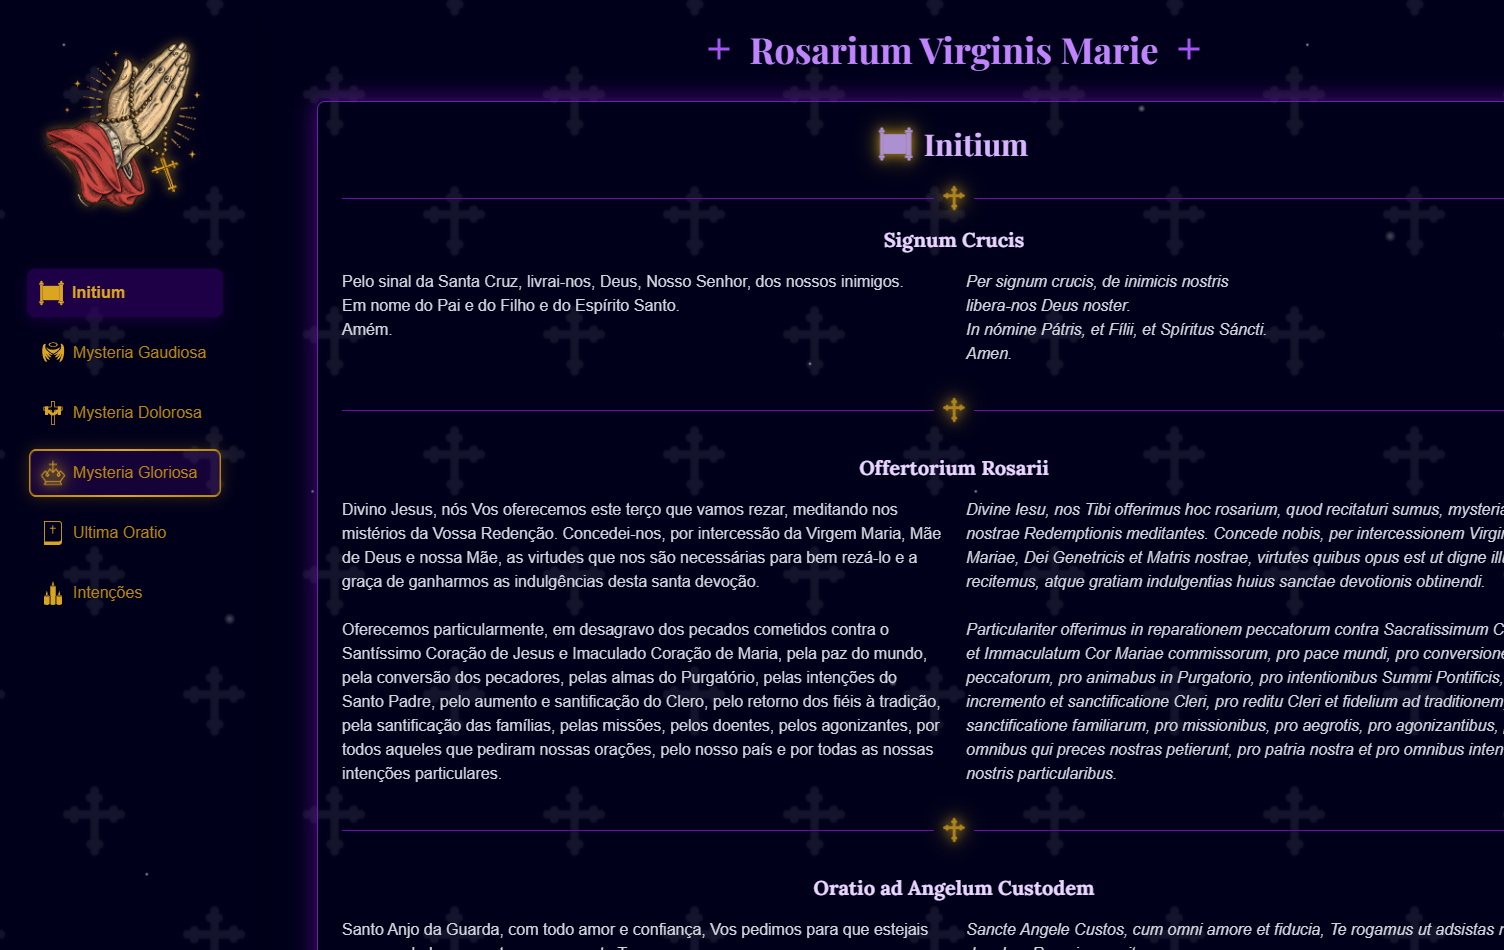 Rosarium Virginis Marie
Initium
Mysteria Gaudiosa
Mysteria Dolorosa
Mysteria Gloriosa
Ultima Oratio
Intenções
Initium
Signum Crucis
Pelo sinal da Santa Cruz, livrai-nos, Deus, Nosso Senhor, dos nossos inimigos.
Em nome do Pai e do Filho e do Espírito Santo.
Amém.
Per signum crucis, de inimicis nostris
libera-nos Deus noster.
In nómine Pátris, et Fílii, et Spíritus Sáncti.
Amen.
Offertorium Rosarii
Divino Jesus, nós Vos oferecemos este terço que vamos rezar, meditando nos
mistérios da Vossa Redenção. Concedei-nos, por intercessão da Virgem Maria, Mãe
de Deus e nossa Mãe, as virtudes que nos são necessárias para bem rezá-lo e a
graça de ganharmos as indulgências desta santa devoção.
Oferecemos particularmente, em desagravo dos pecados cometidos contra o
Santíssimo Coração de Jesus e Imaculado Coração de Maria, pela paz do mundo,
pela conversão dos pecadores, pelas almas do Purgatório, pelas intenções do
Santo Padre, pelo aumento e santificação do Clero, pelo retorno dos fiéis à tradição,
pela santificação das famílias, pelas missões, pelos doentes, pelos agonizantes, por
todos aqueles que pediram nossas orações, pelo nosso país e por todas as nossas
intenções particulares.
Divine Iesu, nos Tibi offerimus hoc rosarium, quod recitaturi sumus, mysteria
nostrae Redemptionis meditantes. Concede nobis, per intercessionem
Mariae, Dei Genetricis et Matris nostrae, virtutes quibus opus est ut digne
recitemus, atque gratiam indulgentias huius sanctae devotionis obtinendi.
Particulariter offerimus in reparationem peccatorum contra Sacratissimum
et Immaculatum Cor Mariae commissorum, pro pace mundi, pro
peccatorum, pro animabus in Purgatorio, pro intentionibus Summi Pontificis,
incremento et sanctificatione Cleri, pro reditu Cleri et fidelium ad traditionem,
sanctificatione familiarum, pro missionibus, pro aegrotis, pro agonizantibus,
omnibus qui preces nostras petierunt, pro patria nostra et pro omnibus
nostris particularibus.
Oratio ad Angelum Custodem
Santo Anjo da Guarda, com todo amor e confiança, Vos pedimos para que estejais
Sancte Angele Custos, cum omni amore et fiducia, Te rogamus ut adsistas